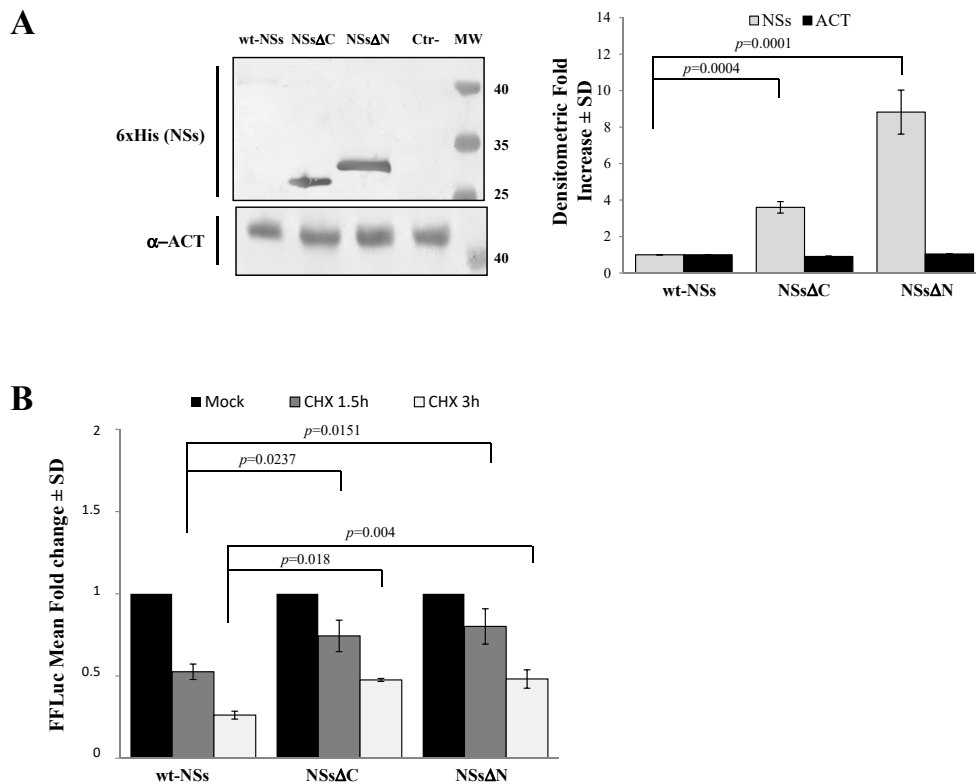 A
wt-NSs NSsΔC NSsΔN Ctr- MW
6xHis (NSs)
40
35
25
α–ACT
40
NSs ACT
p=0.0001
p=0.0004
Densitometric Fold
Increase ± SD
14
12
10
8
6
4
2
0
wt-NSs NSsΔC NSsΔN
B
Mock CHX 1.5h CHX 3h
FFLuc Mean Fold change ± SD
2
1.5
1
0.5
0
p=0.0151
p=0.0237
p=0.004
p=0.018
wt-NSs NSsΔC NSsΔN